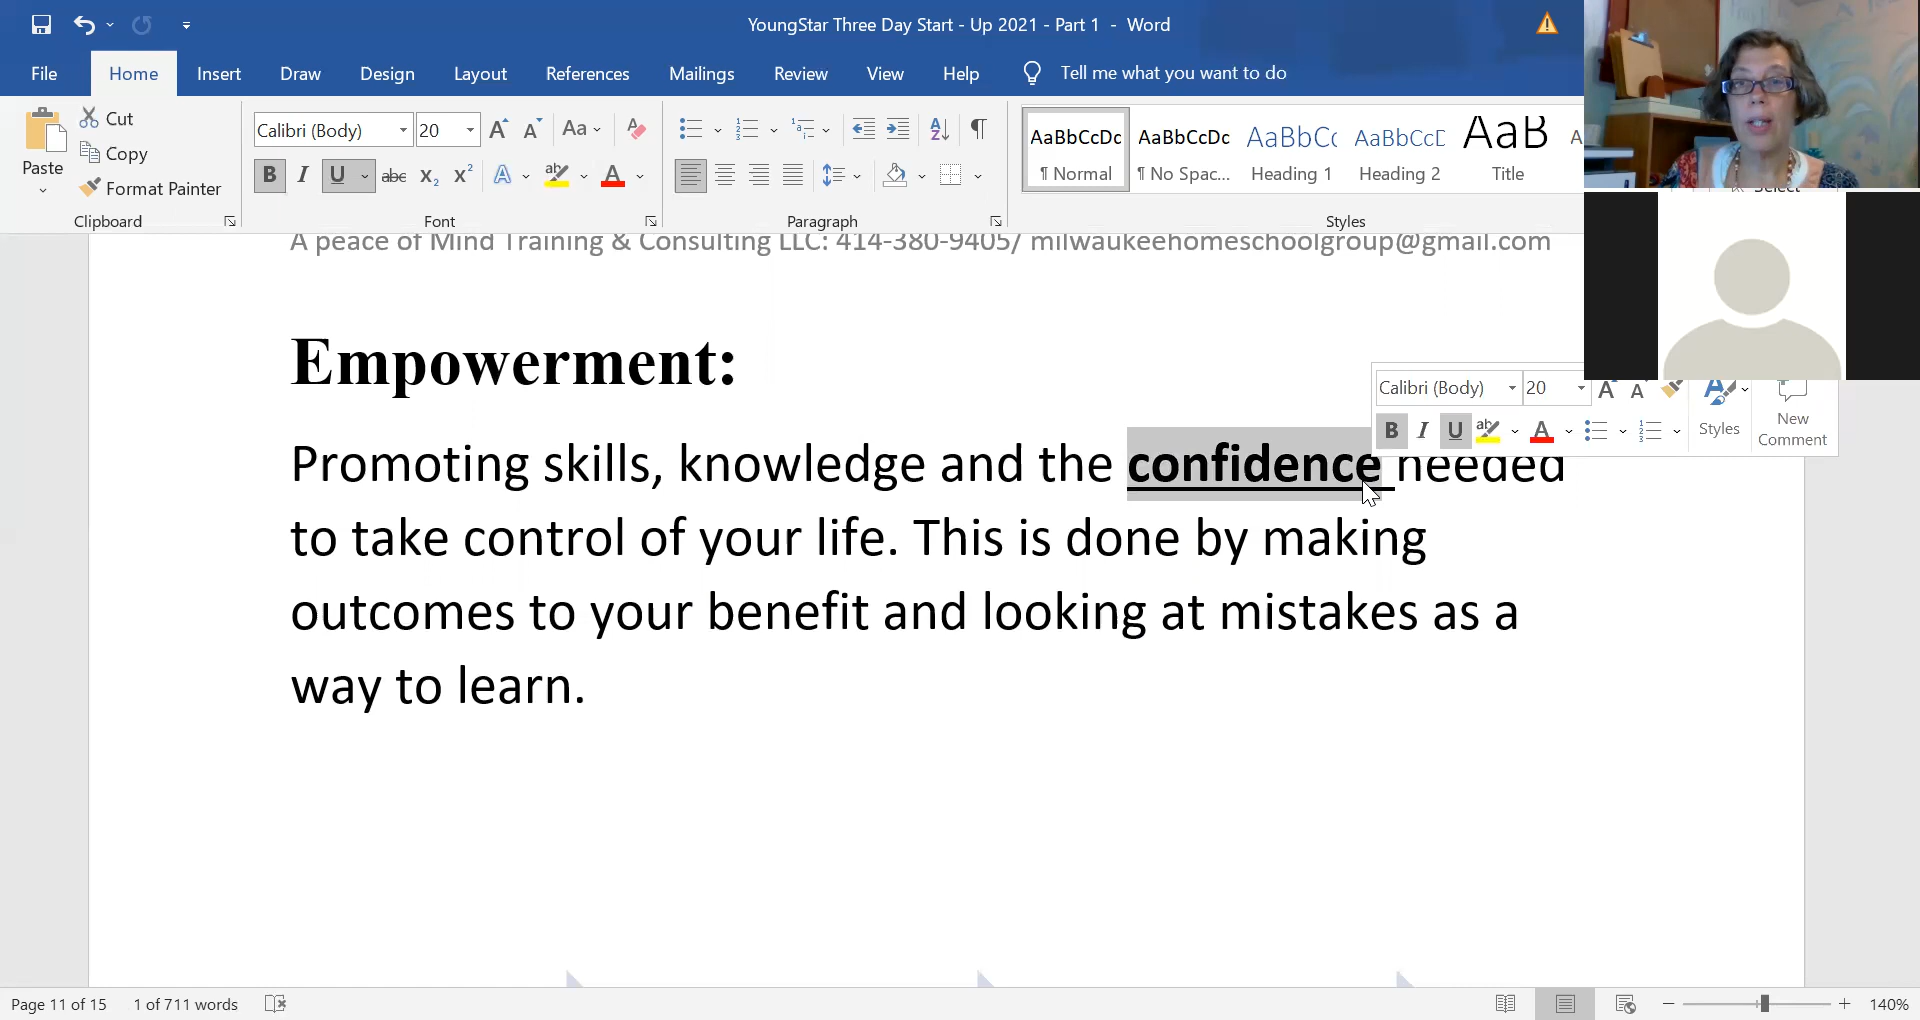 YoungStar Three Day Start - Up 2021 - Part 1 - Word
File Home Insert Draw Design Layout References Mailings Review View Help Tell me what you want to do
Paste
Cut
Copy
Format Painter
Clipboard
Calibri (Body) 20
Font
Paragraph
AaBbCcDc AaBbCcDc AaBbCc AaBbCcE AaB
¶ Normal ¶ No Spac... Heading 1 Heading 2 Title
Styles
Select
A peace of Mind Training & Consulting LLC: 414-380-9405/ milwaukeehomeschoolgroup@gmail.com
Empowerment:
Calibri (Body) 20
Styles
New
Comment
Promoting skills, knowledge and the confidence needed
to take control of your life. This is done by making
outcomes to your benefit and looking at mistakes as a
way to learn.
Page 11 of 15 1 of 711 words 140%